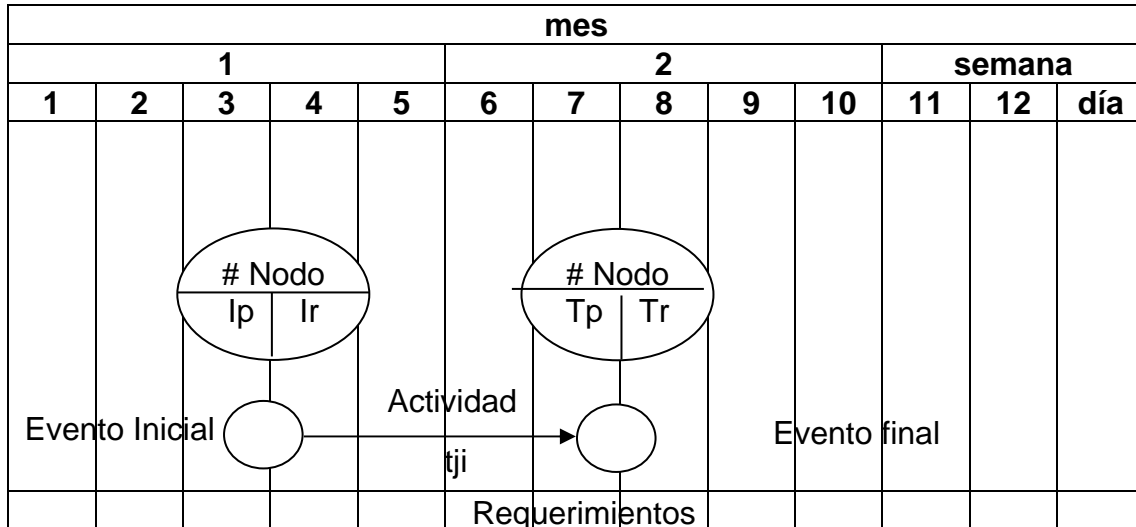 mes
1 2 semana
1 2 3 4 5 6 7 8 9 10 11 12 día
# Nodo # Nodo
Ip Ir Tp Tr
Actividad
Evento Inicial Evento final
tji
Requerimientos